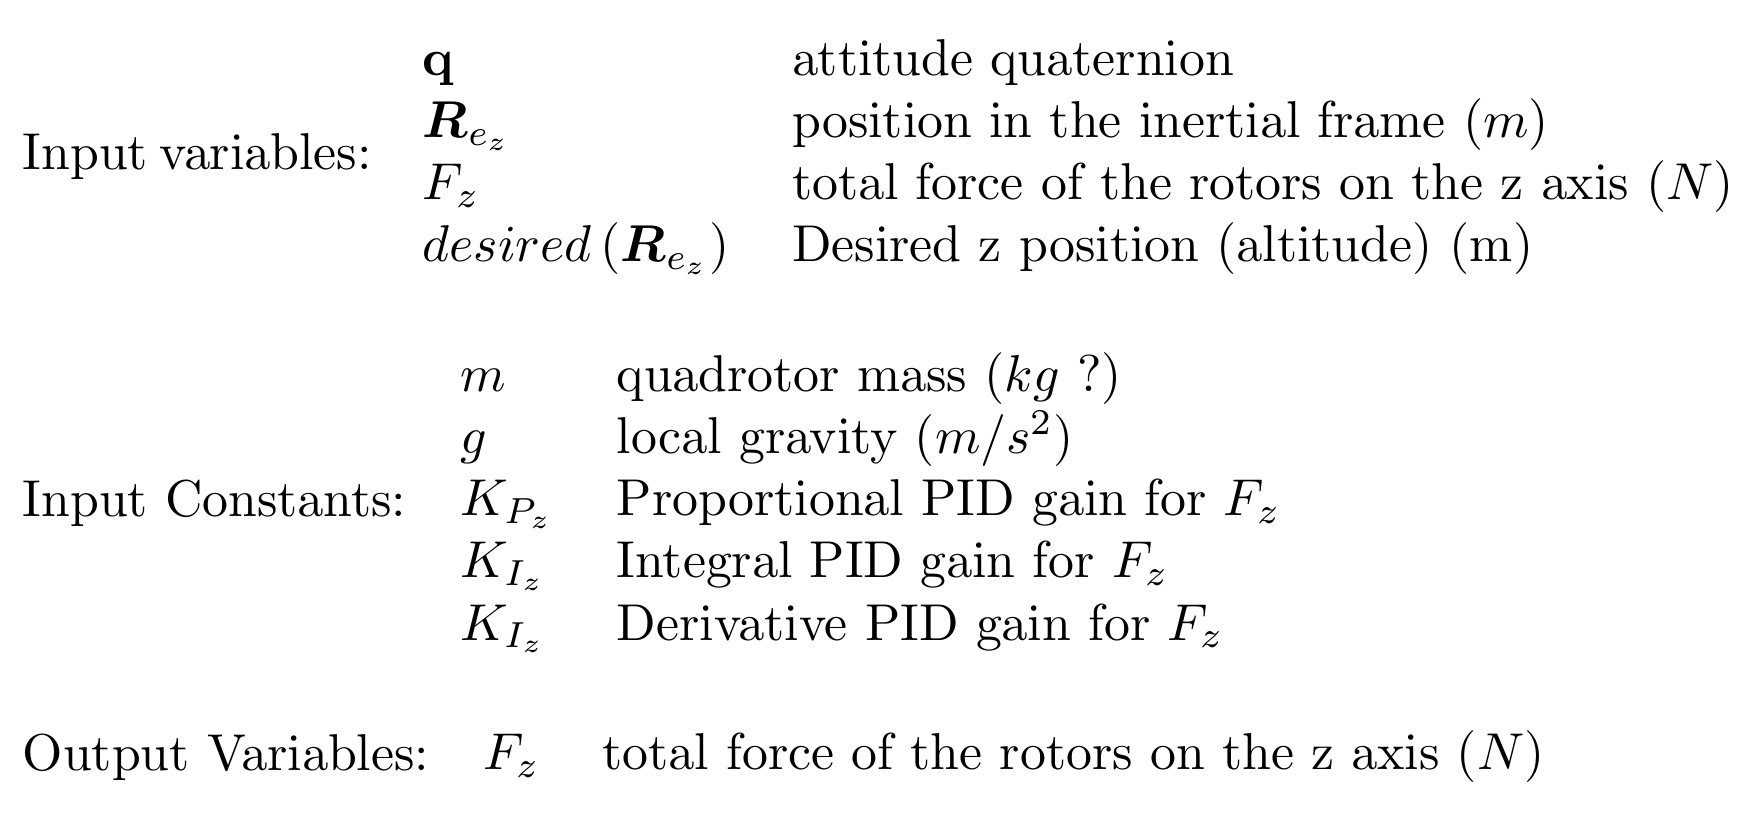 q attitude quaternion
R_{e_z} position in the inertial frame (m)
Input variables:
F_z total force of the rotors on the z axis (N)
desired (R_{e_z}) Desired z position (altitude) (m)
m quadrotor mass (kg ?)
g local gravity (m/s^2)
Input Constants: K_{P_z} Proportional PID gain for F_z
K_{I_z} Integral PID gain for F_z
K_{I_z} Derivative PID gain for F_z
Output Variables: F_z total force of the rotors on the z axis (N)